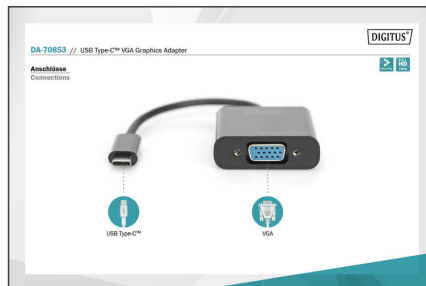 DIGITUS®
DA-70853 // USB Type-C™ VGA Graphics Adapter
Anschlüsse
Connections
USB Type-C™
VGA